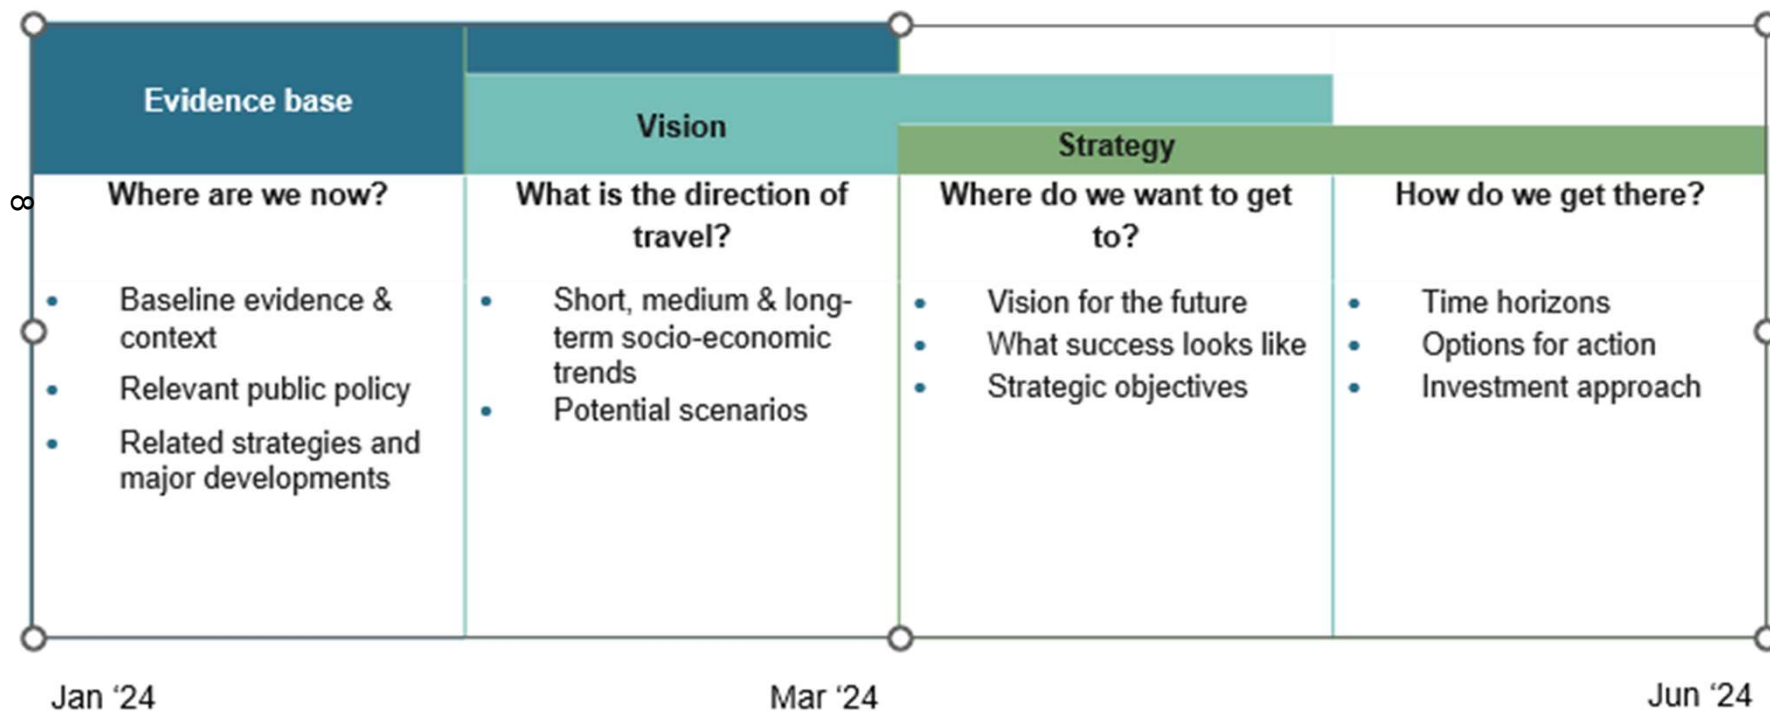 Evidence base
Vision
Strategy
8
Where are we now?
Baseline evidence &
context
Relevant public policy
Related strategies and
major developments
What is the direction of
travel?
Short, medium & long-
term socio-economic
trends
Potential scenarios
Where do we want to get
to?
Vision for the future
What success looks like
Strategic objectives
How do we get there?
Time horizons
Options for action
Investment approach
Jan ‘24
Mar ‘24
Jun ‘24